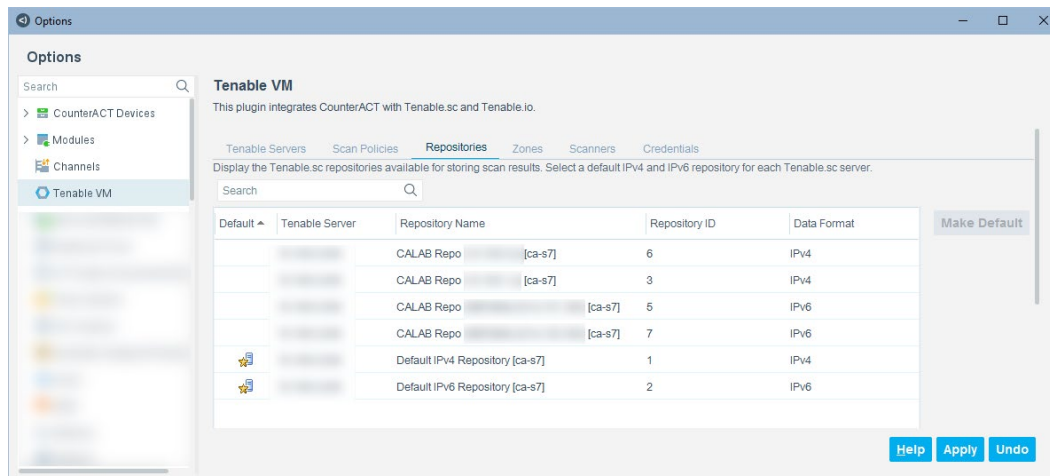 Options
Options
Search
CounterACT Devices
Modules
Channels
Tenable VM
Tenable VM
This plugin integrates CounterACT with Tenable.sc and Tenable.io.
Tenable Servers Scan Policies Repositories Zones Scanners Credentials
Display the Tenable.sc repositories available for storing scan results. Select a default IPv4 and IPv6 repository for each Tenable.sc server.
Search
Default Tenable Server Repository Name Repository ID Data Format
Make Default
CALAB Repo [ca-s7] 6 IPv4
CALAB Repo [ca-s7] 3 IPv4
CALAB Repo [ca-s7] 5 IPv6
CALAB Repo [ca-s7] 7 IPv6
Default IPv4 Repository [ca-s7] 1 IPv4
Default IPv6 Repository [ca-s7] 2 IPv6
Help Apply Undo